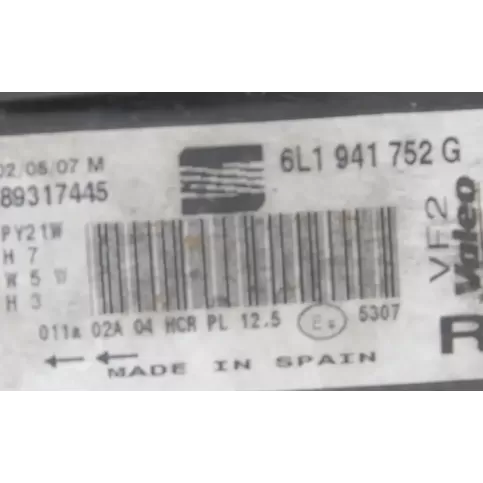 02.05.07 M
6L1 941 752 G
89317445
PY21W
H 7
W 5 W
H 3
VF2
Valeo
R
011a 02A 04 HCR PL 12.5
5307
MADE IN SPAIN